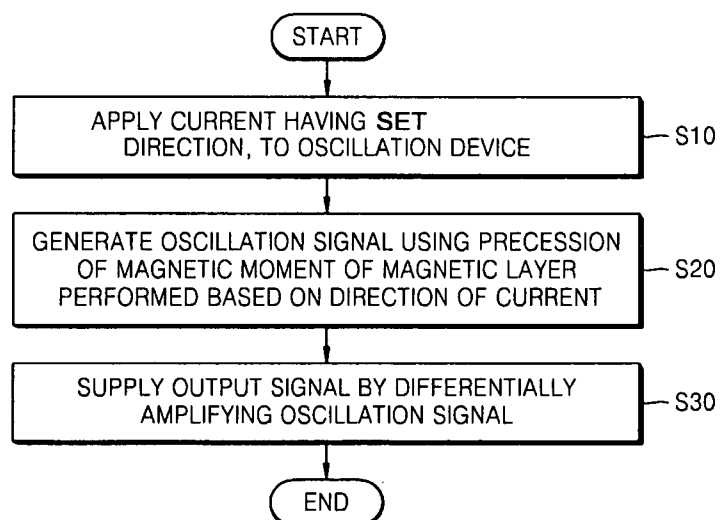 START
APPLY CURRENT HAVING SET
DIRECTION, TO OSCILLATION DEVICE
S10
GENERATE OSCILLATION SIGNAL USING PRECESSION
OF MAGNETIC MOMENT OF MAGNETIC LAYER
PERFORMED BASED ON DIRECTION OF CURRENT
S20
SUPPLY OUTPUT SIGNAL BY DIFFERENTIALLY
AMPLIFYING OSCILLATION SIGNAL
S30
END